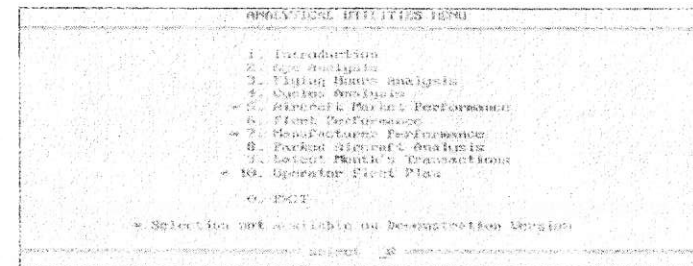 ANALYTICAL UTILITIES MENU
1. Introduction
2. Age Analysis
3. Flying Hours Analysis
4. Cycles Analysis
* 5. Aircraft Market Performance
6. Fleet Performance
* 7. Manufacturer Performance
8. Parked Aircraft Analysis
9. Latest Month's Transactions
* 10. Operator Fleet Plan
0. EXIT
* Selection not available on Demonstration Version
Select